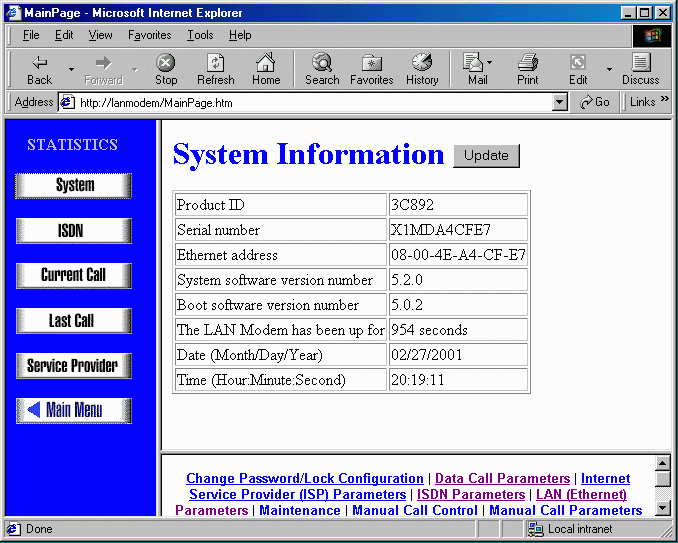 MainPage - Microsoft Internet Explorer
File Edit View Favorites Tools Help
Back Forward Stop Refresh Home Search Favorites History Mail Print Edit Discuss
Address http://lanmodem/MainPage.htm Go Links »
STATISTICS
System
ISDN
Current Call
Last Call
Service Provider
Main Menu
System Information Update
Product ID 3C892
Serial number X1MDA4CFE7
Ethernet address 08-00-4E-A4-CF-E7
System software version number 5.2.0
Boot software version number 5.0.2
The LAN Modem has been up for 954 seconds
Date (Month/Day/Year) 02/27/2001
Time (Hour:Minute:Second) 20:19:11
Change Password/Lock Configuration | Data Call Parameters | Internet
Service Provider (ISP) Parameters | ISDN Parameters | LAN (Ethernet)
Parameters | Maintenance | Manual Call Control | Manual Call Parameters
Done Local intranet